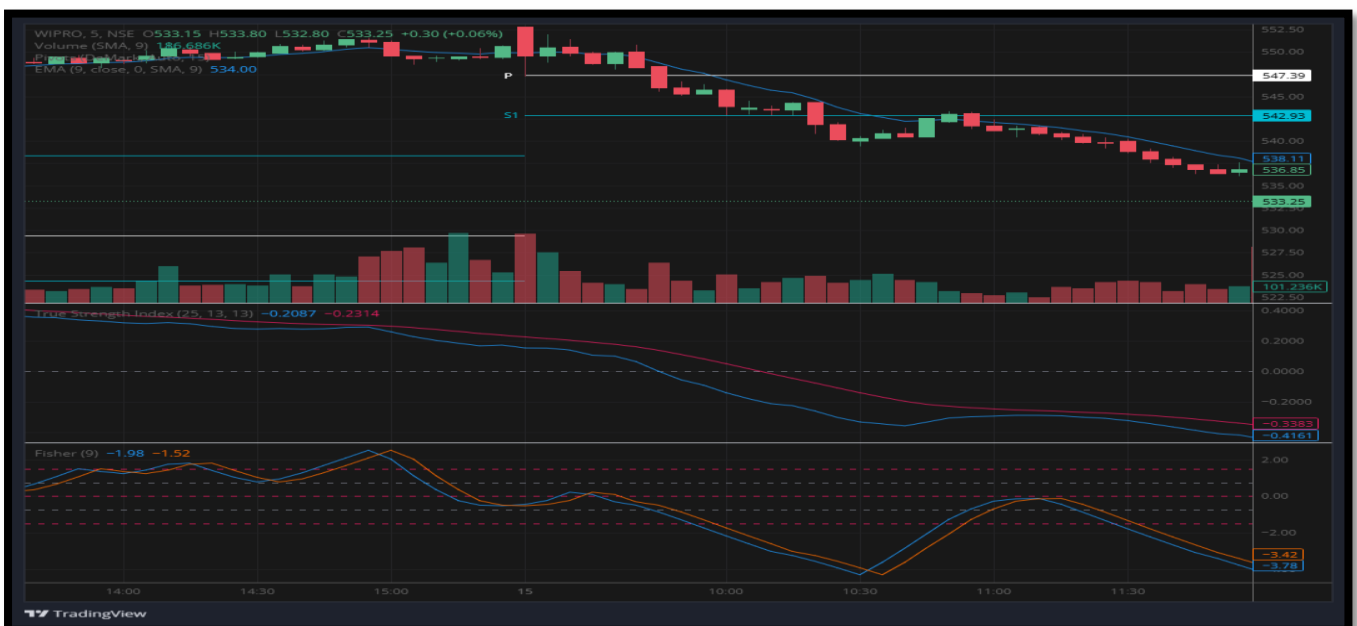 WIPRO, 5, NSE O533.15 H533.80 L532.80 C533.25 +0.30 (+0.06%)
Volume (SMA, 9) 186.686K
EMA (9, close, 0, SMA, 9) 534.00
P
S1
552.50
550.00
547.39
545.00
542.93
540.00
538.11
536.85
535.00
533.25
532.50
530.00
527.50
525.00
101.236K
522.50
True Strength Index (25, 13, 13) −0.2087 −0.2314
0.4000
0.2000
0.0000
−0.2000
−0.3383
−0.4161
Fisher (9) −1.98 −1.52
2.00
0.00
−2.00
−3.42
−3.78
14:00 14:30 15:00 15 10:00 10:30 11:00 11:30
TradingView